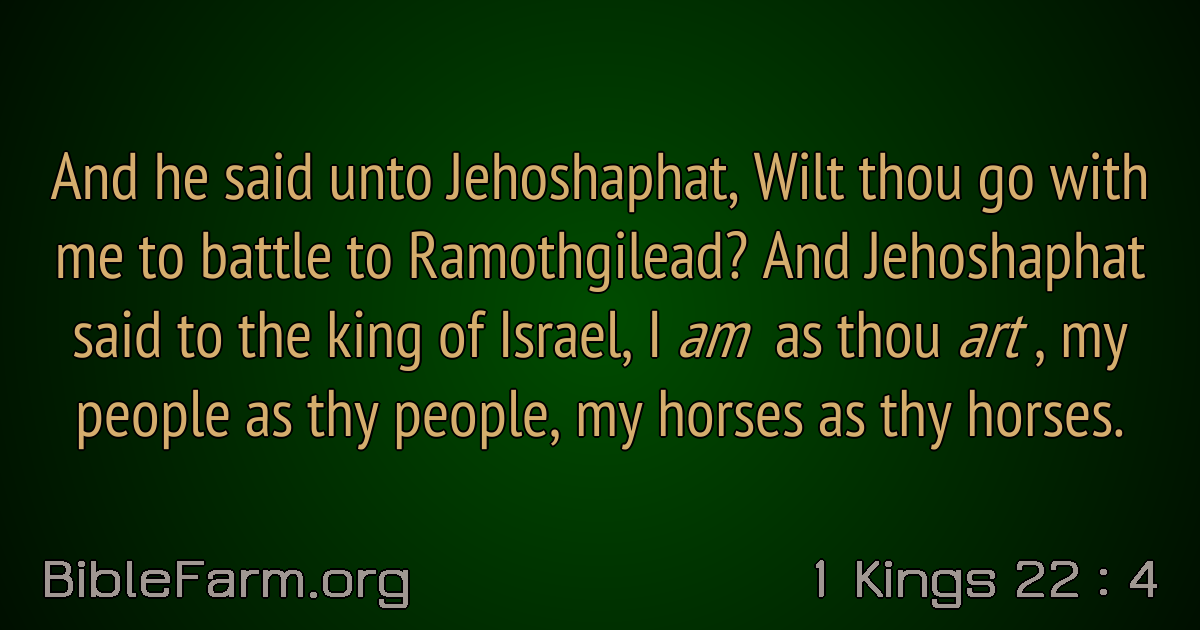 And he said unto Jehoshaphat, Wilt thou go with
me to battle to Ramothgilead? And Jehoshaphat
said to the king of Israel, I am as thou art , my
people as thy people, my horses as thy horses.
BibleFarm.org
1 Kings 22 : 4